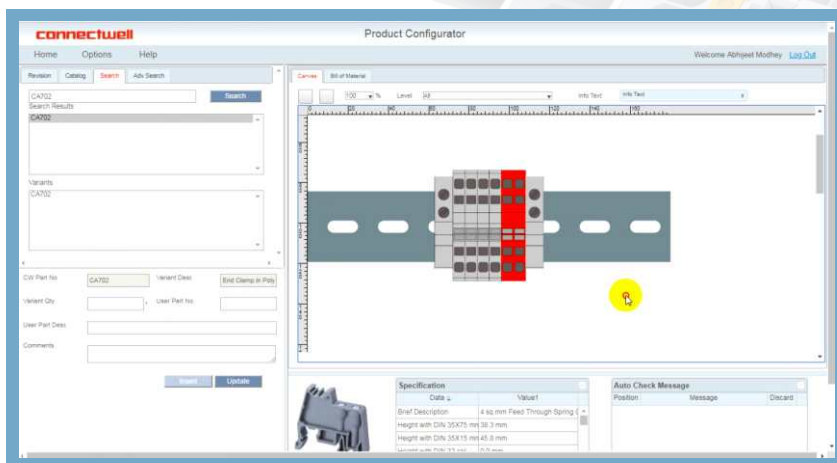 connectwell
Product Configurator
Home Options Help
Welcome Abhijeet Modhey Log Out
Revision Catalog Search Adv Search
Canvas Bill of Material
CA702
Search
100 % Level All Info Text Info Text x
Search Results
CA702
Variants
CA702
CW Part No CA702 Variant Desc End Clamp in Poly
Variant Qty User Part No.
User Part Desc
Comments
Insert Update
Specification
Data Value1
Brief Description 4 sq.mm Feed Through Spring
Height with DIN 35X75 mm 38.3 mm
Height with DIN 35X15 mm 45.8 mm
Auto Check Message
Position Message Discard